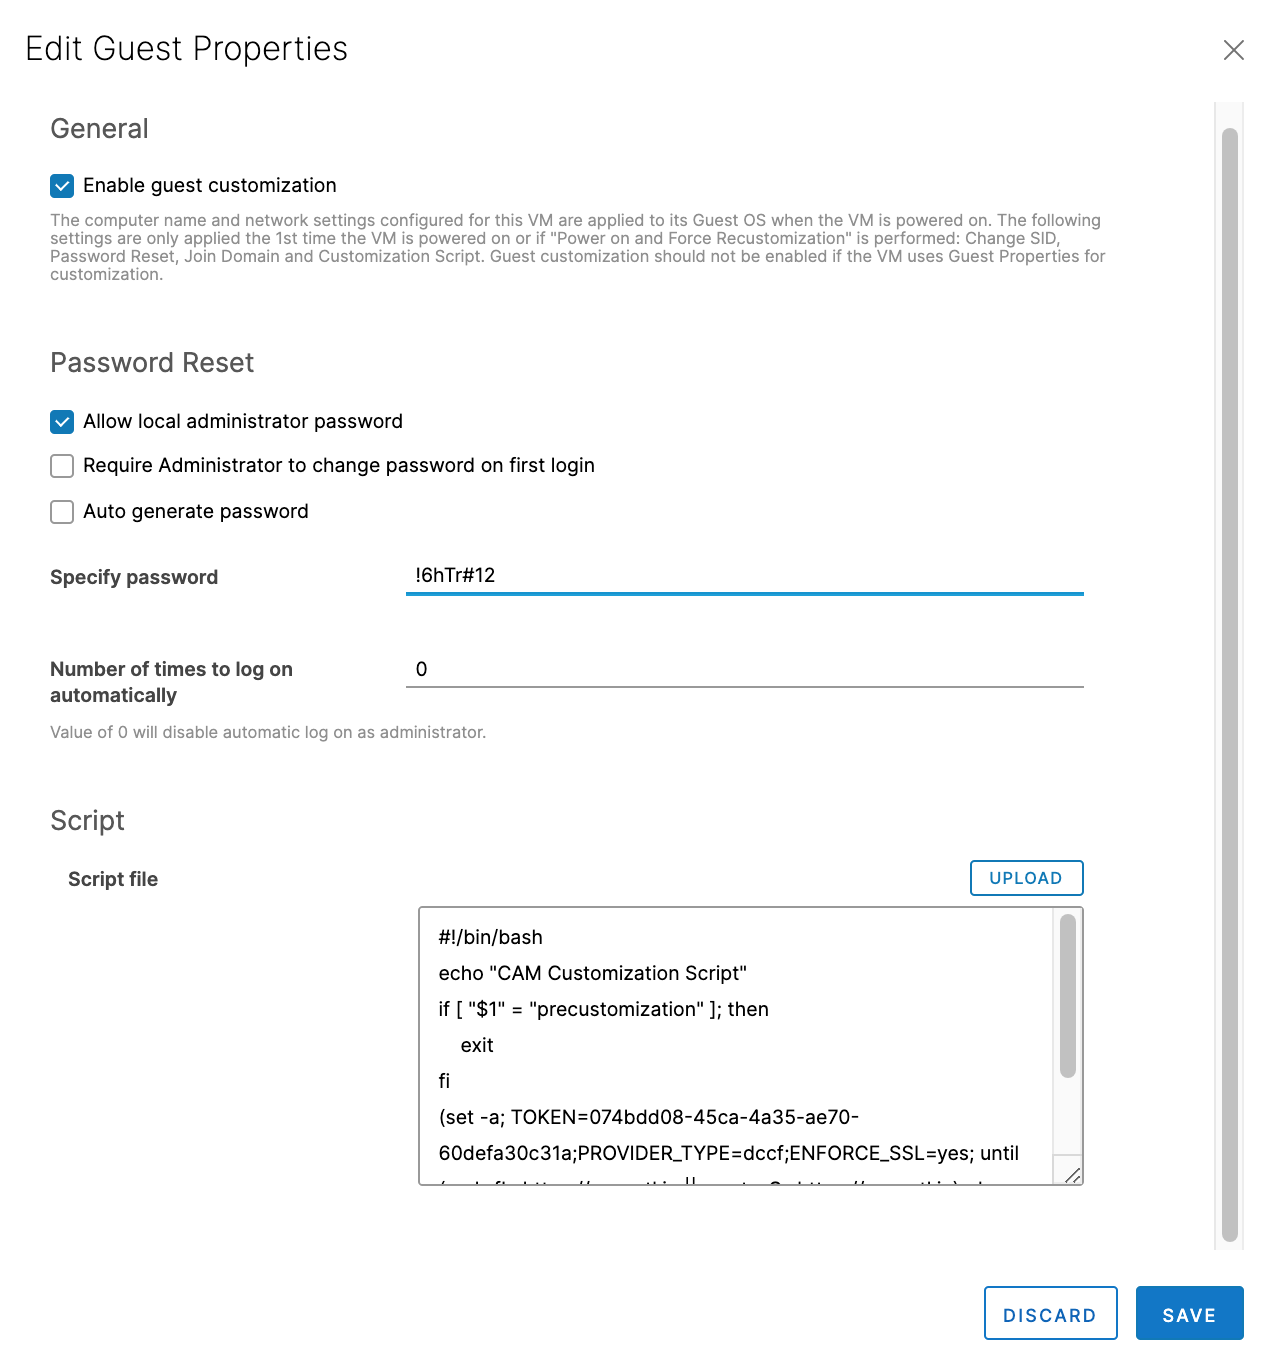 Edit Guest Properties
General
Enable guest customization
The computer name and network settings configured for this VM are applied to its Guest OS when the VM is powered on. The following
settings are only applied the 1st time the VM is powered on or if "Power on and Force Recustomization" is performed: Change SID,
Password Reset, Join Domain and Customization Script. Guest customization should not be enabled if the VM uses Guest Properties for
customization.
Password Reset
Allow local administrator password
Require Administrator to change password on first login
Auto generate password
Specify password
!6hTr#12
Number of times to log on
automatically
0
Value of 0 will disable automatic log on as administrator.
Script
Script file
UPLOAD
#!/bin/bash
echo "CAM Customization Script"
if [ "$1" = "precustomization" ]; then
exit
fi
(set -a; TOKEN=074bdd08-45ca-4a35-ae70-
60defa30c31a;PROVIDER_TYPE=dccf;ENFORCE_SSL=yes; until
DISCARD
SAVE